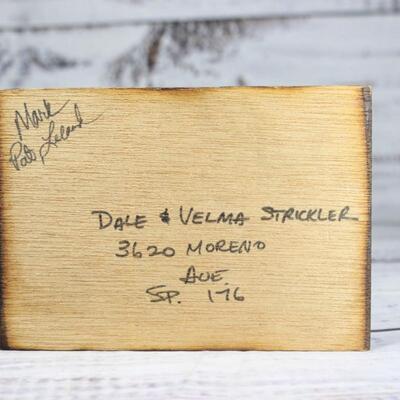 Mark
Pat Leland
DALE & VELMA STRICKLER
3620 MORENO
AVE.
SP. 176